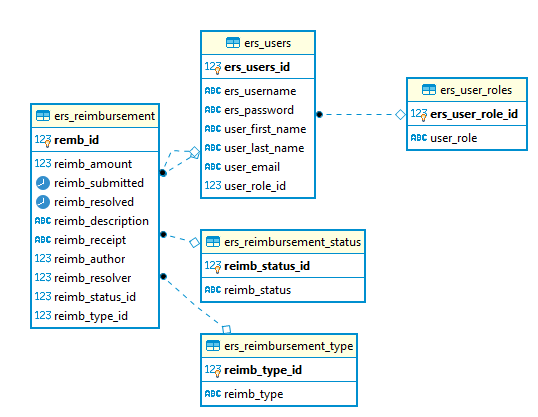 ers_users
123 ers_users_id
ABC ers_username
ABC ers_password
ABC user_first_name
ABC user_last_name
ABC user_email
123 user_role_id
ers_user_roles
123 ers_user_role_id
ABC user_role
ers_reimbursement
123 remb_id
123 reimb_amount
reimb_submitted
reimb_resolved
ABC reimb_description
ABC reimb_receipt
123 reimb_author
123 reimb_resolver
123 reimb_status_id
123 reimb_type_id
ers_reimbursement_status
123 reimb_status_id
ABC reimb_status
ers_reimbursement_type
123 reimb_type_id
ABC reimb_type